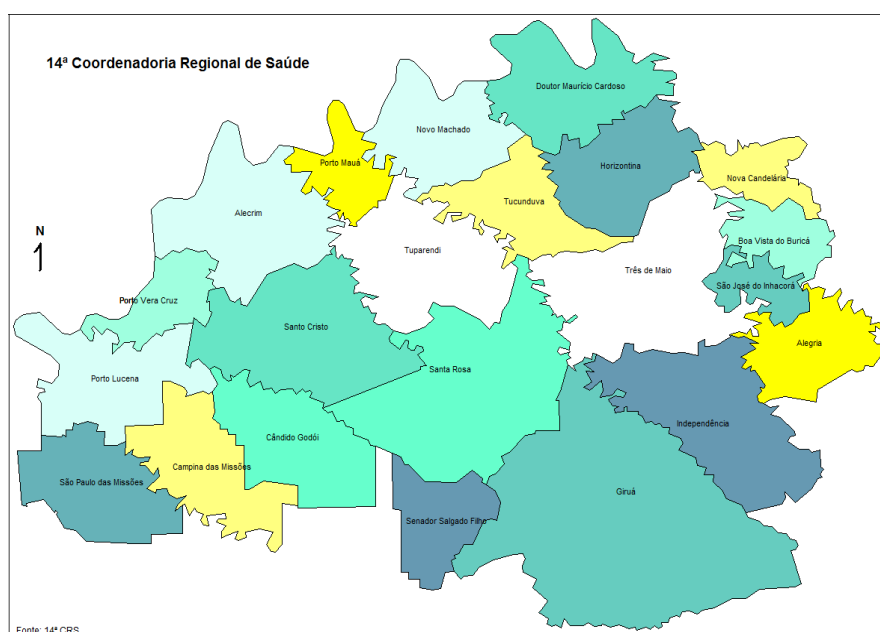 14ª Coordenadoria Regional de Saúde
Doutor Maurício Cardoso
Novo Machado
Porto Mauá
Horizontina
Nova Candelária
Tucunduva
Alecrim
N
Boa Vista do Buricá
Tuparendi
Três de Maio
São José do Inhacorá
Porto Vera Cruz
Santo Cristo
Alegria
Santa Rosa
Porto Lucena
Independência
Cândido Godói
Campina das Missões
São Paulo das Missões
Giruá
Senador Salgado Filho
Fonte: 14ª CRS